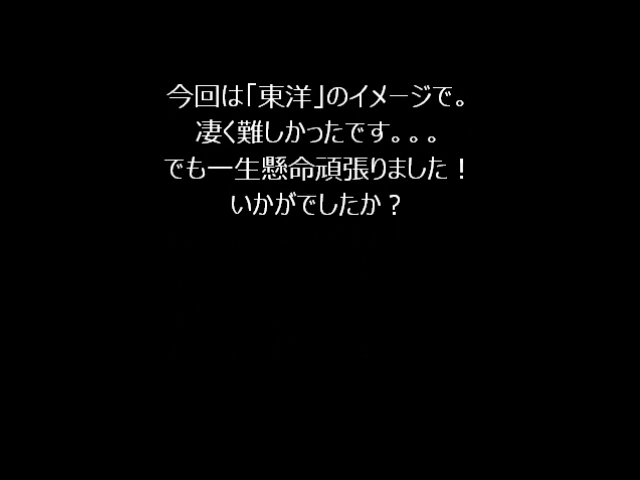 今回は「東洋」のイメージで。
凄く難しかったです。。。
でも一生懸命頑張りました！
いかがでしたか？